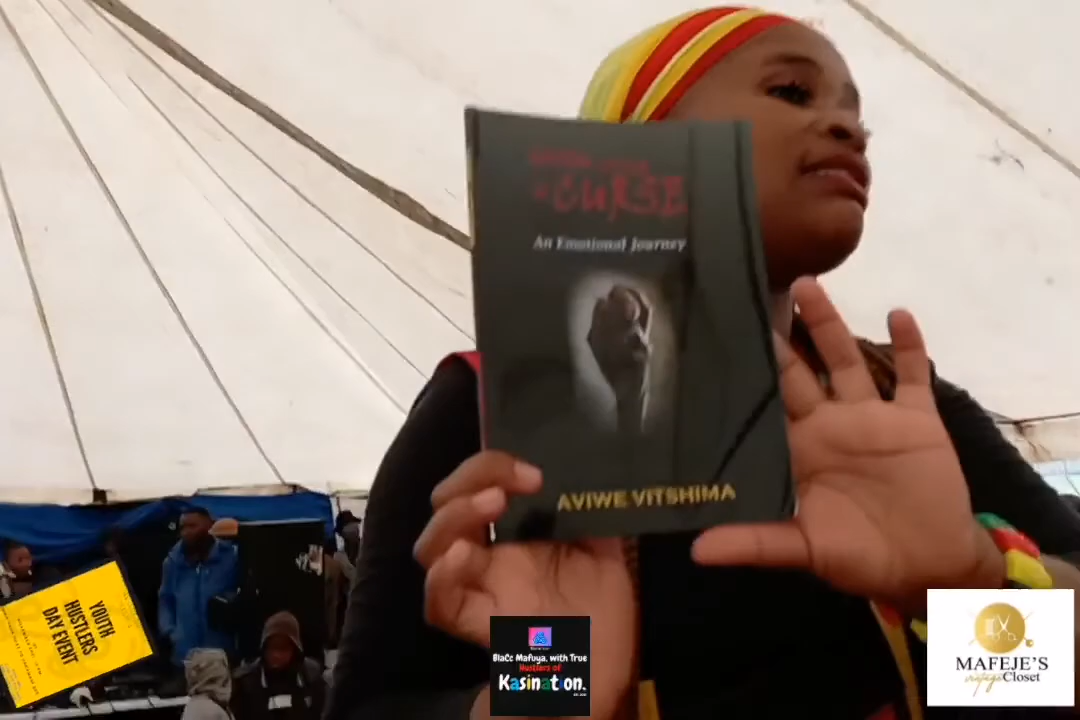 CURSE
An Emotional Journey
AVIWE VITSHIMA
YOUTH
HUSTLERS
DAY EVENT
BlaCc Mafuya, with True
Hustlers of
Kasination.
MAFEJE'S
vintage Closet